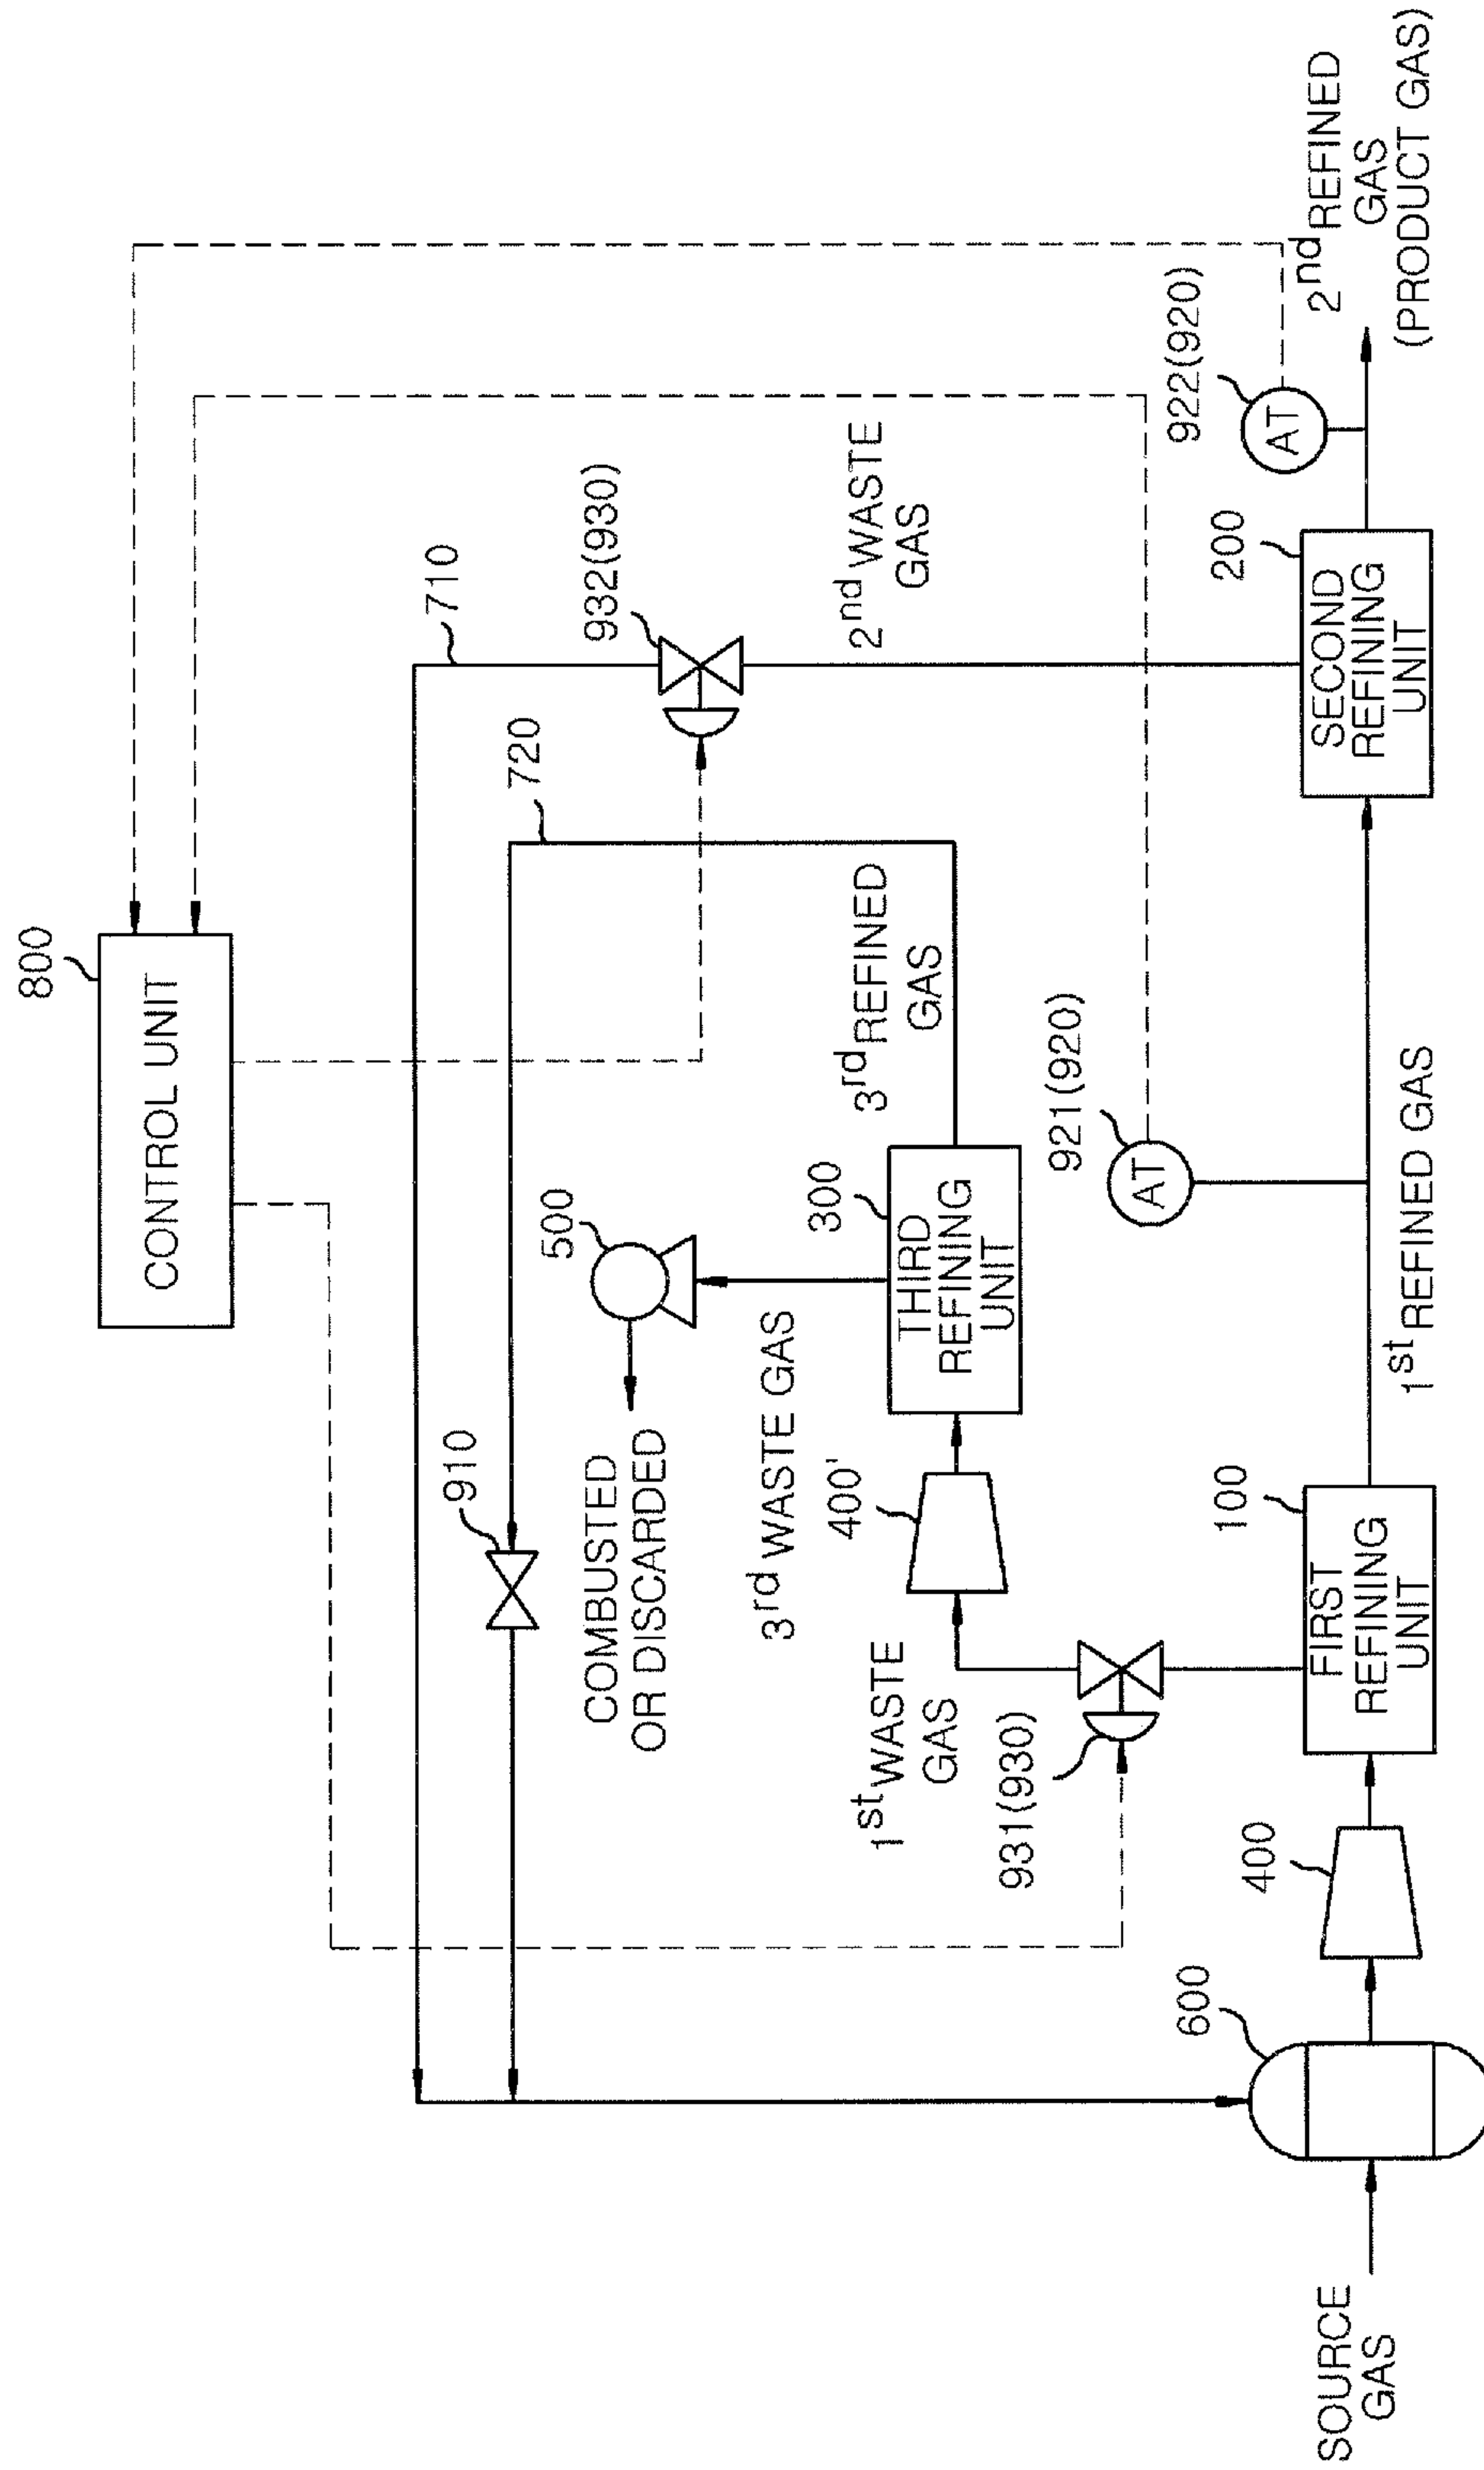 800
CONTROL UNIT
710
932(930)
2nd WASTE
GAS
720
910
500
COMBUSTED
OR DISCARDED
3rd WASTE GAS
3rd REFINED
GAS
300
THIRD
REFINING
UNIT
400'
1st WASTE
GAS
931(930)
921(920)
AT
922(920)
AT
SOURCE
GAS
600
400
100
FIRST
REFINING
UNIT
1st REFINED GAS
200
SECOND
REFINING
UNIT
2nd REFINED
GAS
(PRODUCT GAS)